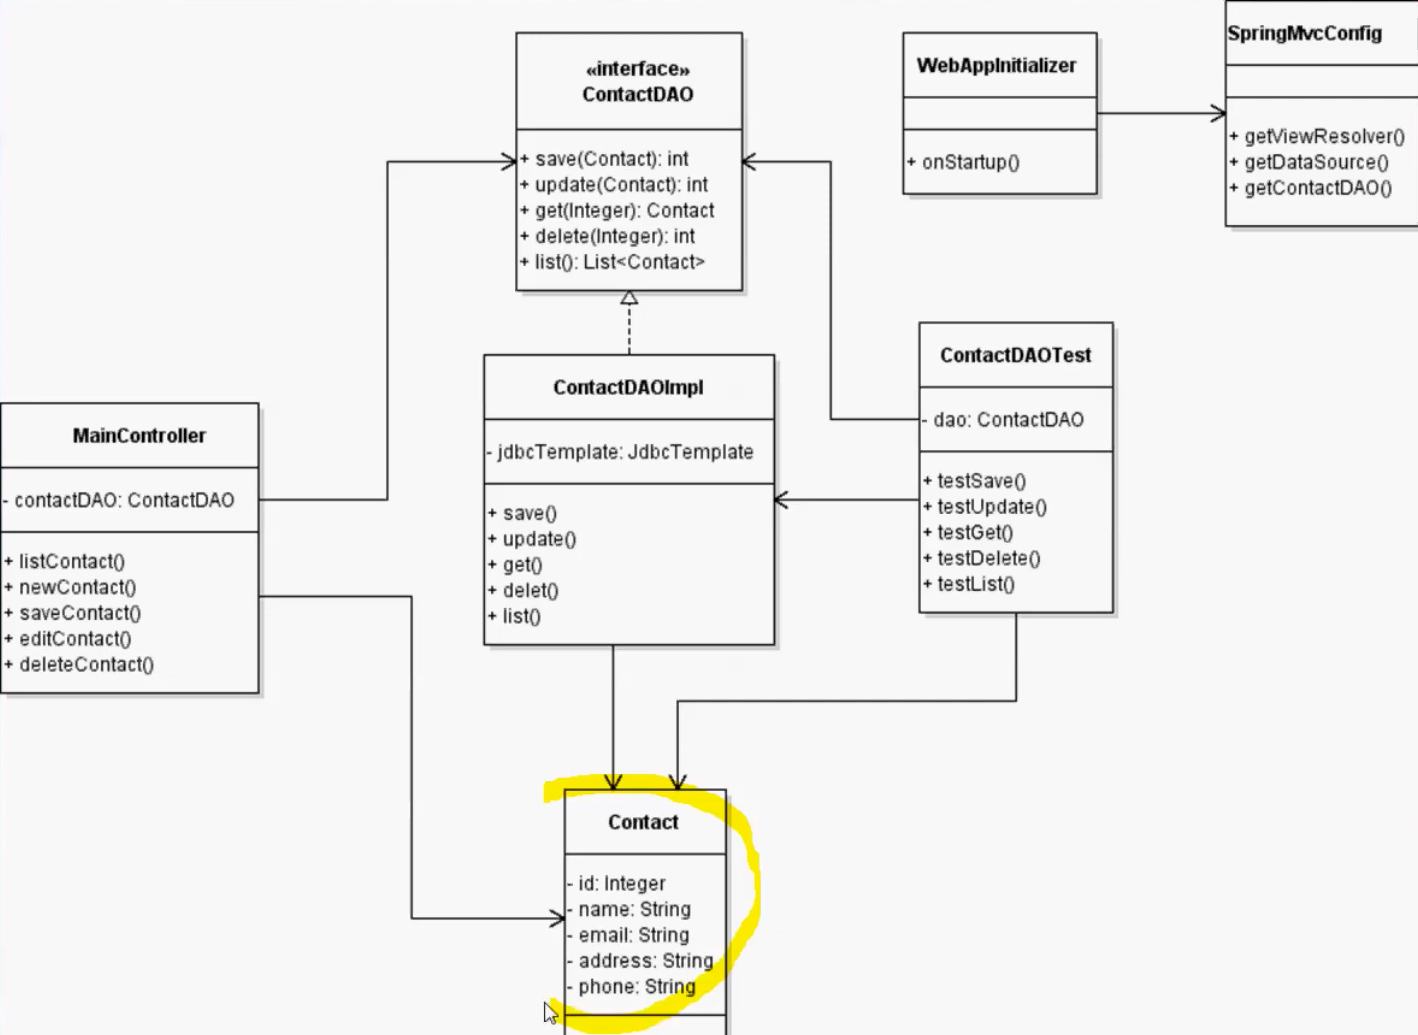 «interface»
ContactDAO
+ save(Contact): int
+ update(Contact): int
+ get(Integer): Contact
+ delete(Integer): int
+ list(): List<Contact>
WebAppInitializer
+ onStartup()
SpringMvcConfig
+ getViewResolver()
+ getDataSource()
+ getContactDAO()
MainController
- contactDAO: ContactDAO
+ listContact()
+ newContact()
+ saveContact()
+ editContact()
+ deleteContact()
ContactDAOImpl
- jdbcTemplate: JdbcTemplate
+ save()
+ update()
+ get()
+ delet()
+ list()
ContactDAOTest
- dao: ContactDAO
+ testSave()
+ testUpdate()
+ testGet()
+ testDelete()
+ testList()
Contact
- id: Integer
- name: String
- email: String
- address: String
- phone: String